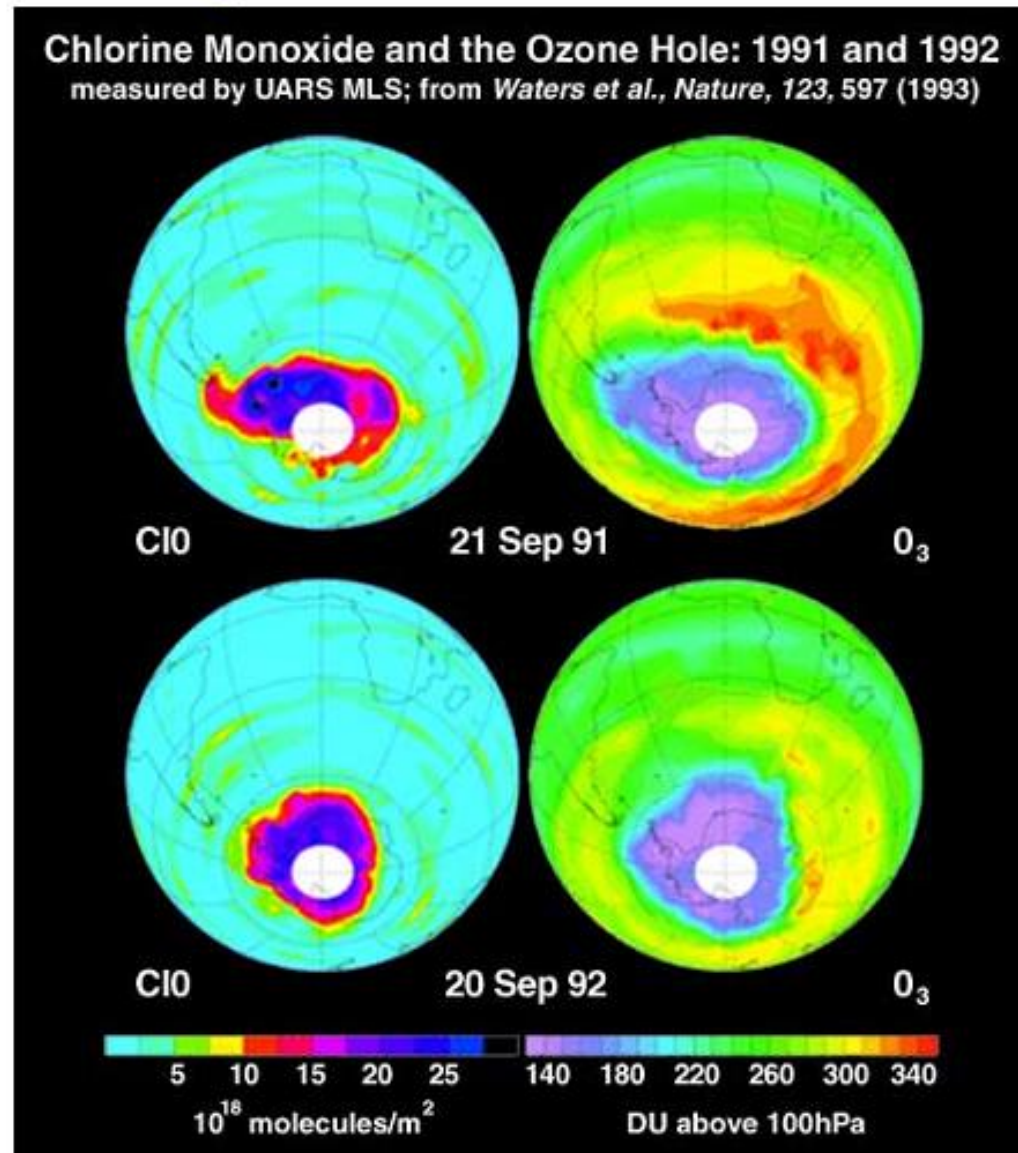 Chlorine Monoxide and the Ozone Hole: 1991 and 1992
measured by UARS MLS; from Waters et al., Nature, 123, 597 (1993)
Cl0 21 Sep 91 0₃
Cl0 20 Sep 92 0₃
5 10 15 20 25 140 180 220 260 300 340
10¹⁸ molecules/m² DU above 100hPa